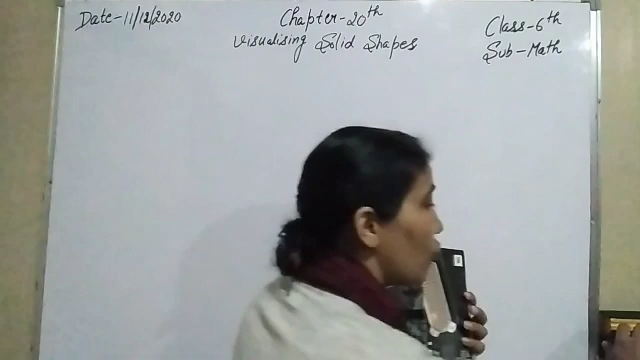 Date-11/12/2020
Chapter-20th
Visualising Solid Shapes
Class-6th
Sub-Math